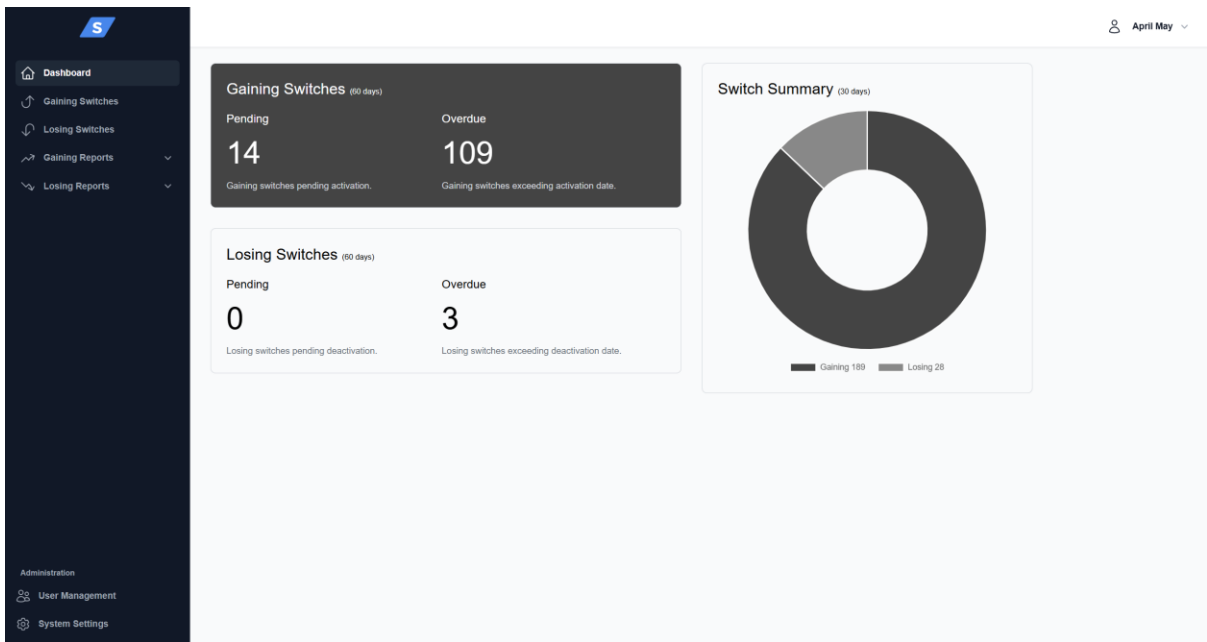 S
April May
Dashboard
Gaining Switches
Losing Switches
Gaining Reports
Losing Reports
Administration
User Management
System Settings
Gaining Switches (60 days)
Pending
Overdue
14
109
Gaining switches pending activation.
Gaining switches exceeding activation date.
Losing Switches (60 days)
Pending
Overdue
0
3
Losing switches pending deactivation.
Losing switches exceeding deactivation date.
Switch Summary (30 days)
Gaining 189
Losing 28